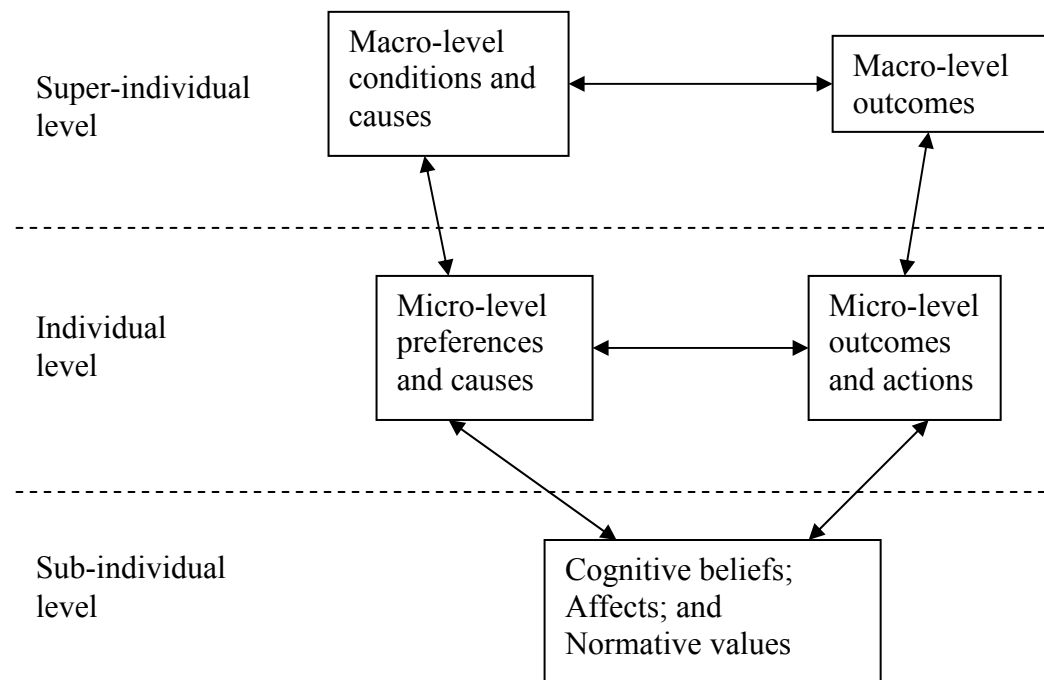 Super-individual
level
Macro-level
conditions and
causes
Macro-level
outcomes
Individual
level
Micro-level
preferences
and causes
Micro-level
outcomes
and actions
Sub-individual
level
Cognitive beliefs;
Affects; and
Normative values